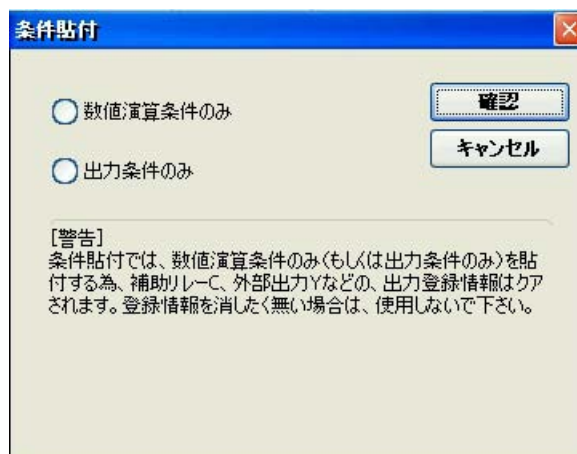 条件貼付
数値演算条件のみ
確認
キャンセル
出力条件のみ
[警告]
条件貼付では、数値演算条件のみ(もしくは出力条件のみ)を貼
付する為、補助リレーC、外部出力Yなどの、出力登録情報はクア
されます。登録情報を消したく無い場合は、使用しないで下さい。